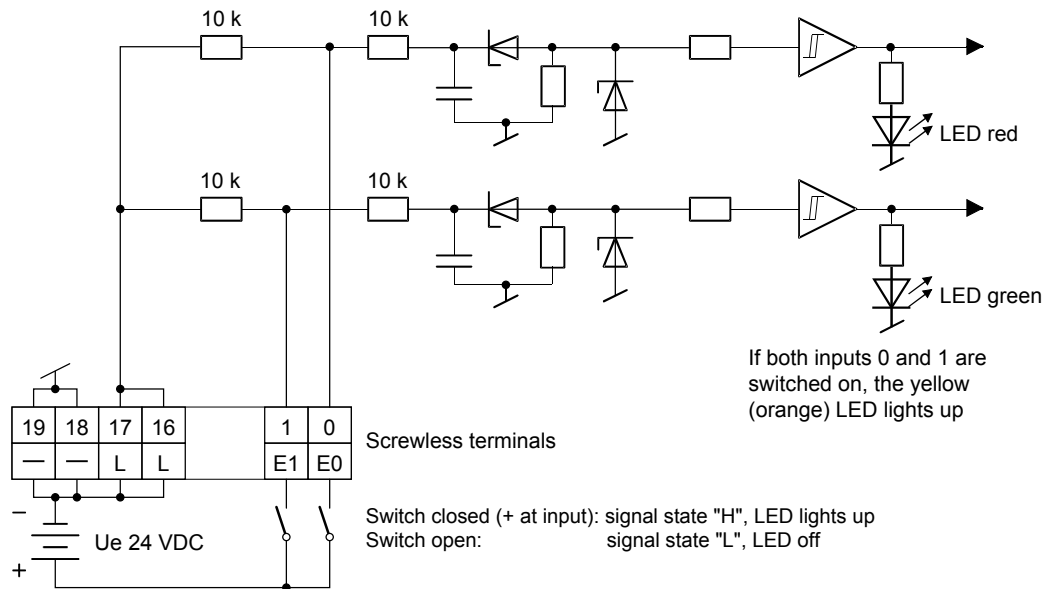 10 k
10 k
LED red
10 k
10 k
LED green
If both inputs 0 and 1 are
switched on, the yellow
(orange) LED lights up
19 18 17 16 1 0
— — L L E1 E0
Screwless terminals
Switch closed (+ at input): signal state "H", LED lights up
Switch open: signal state "L", LED off
–
Ue 24 VDC
+